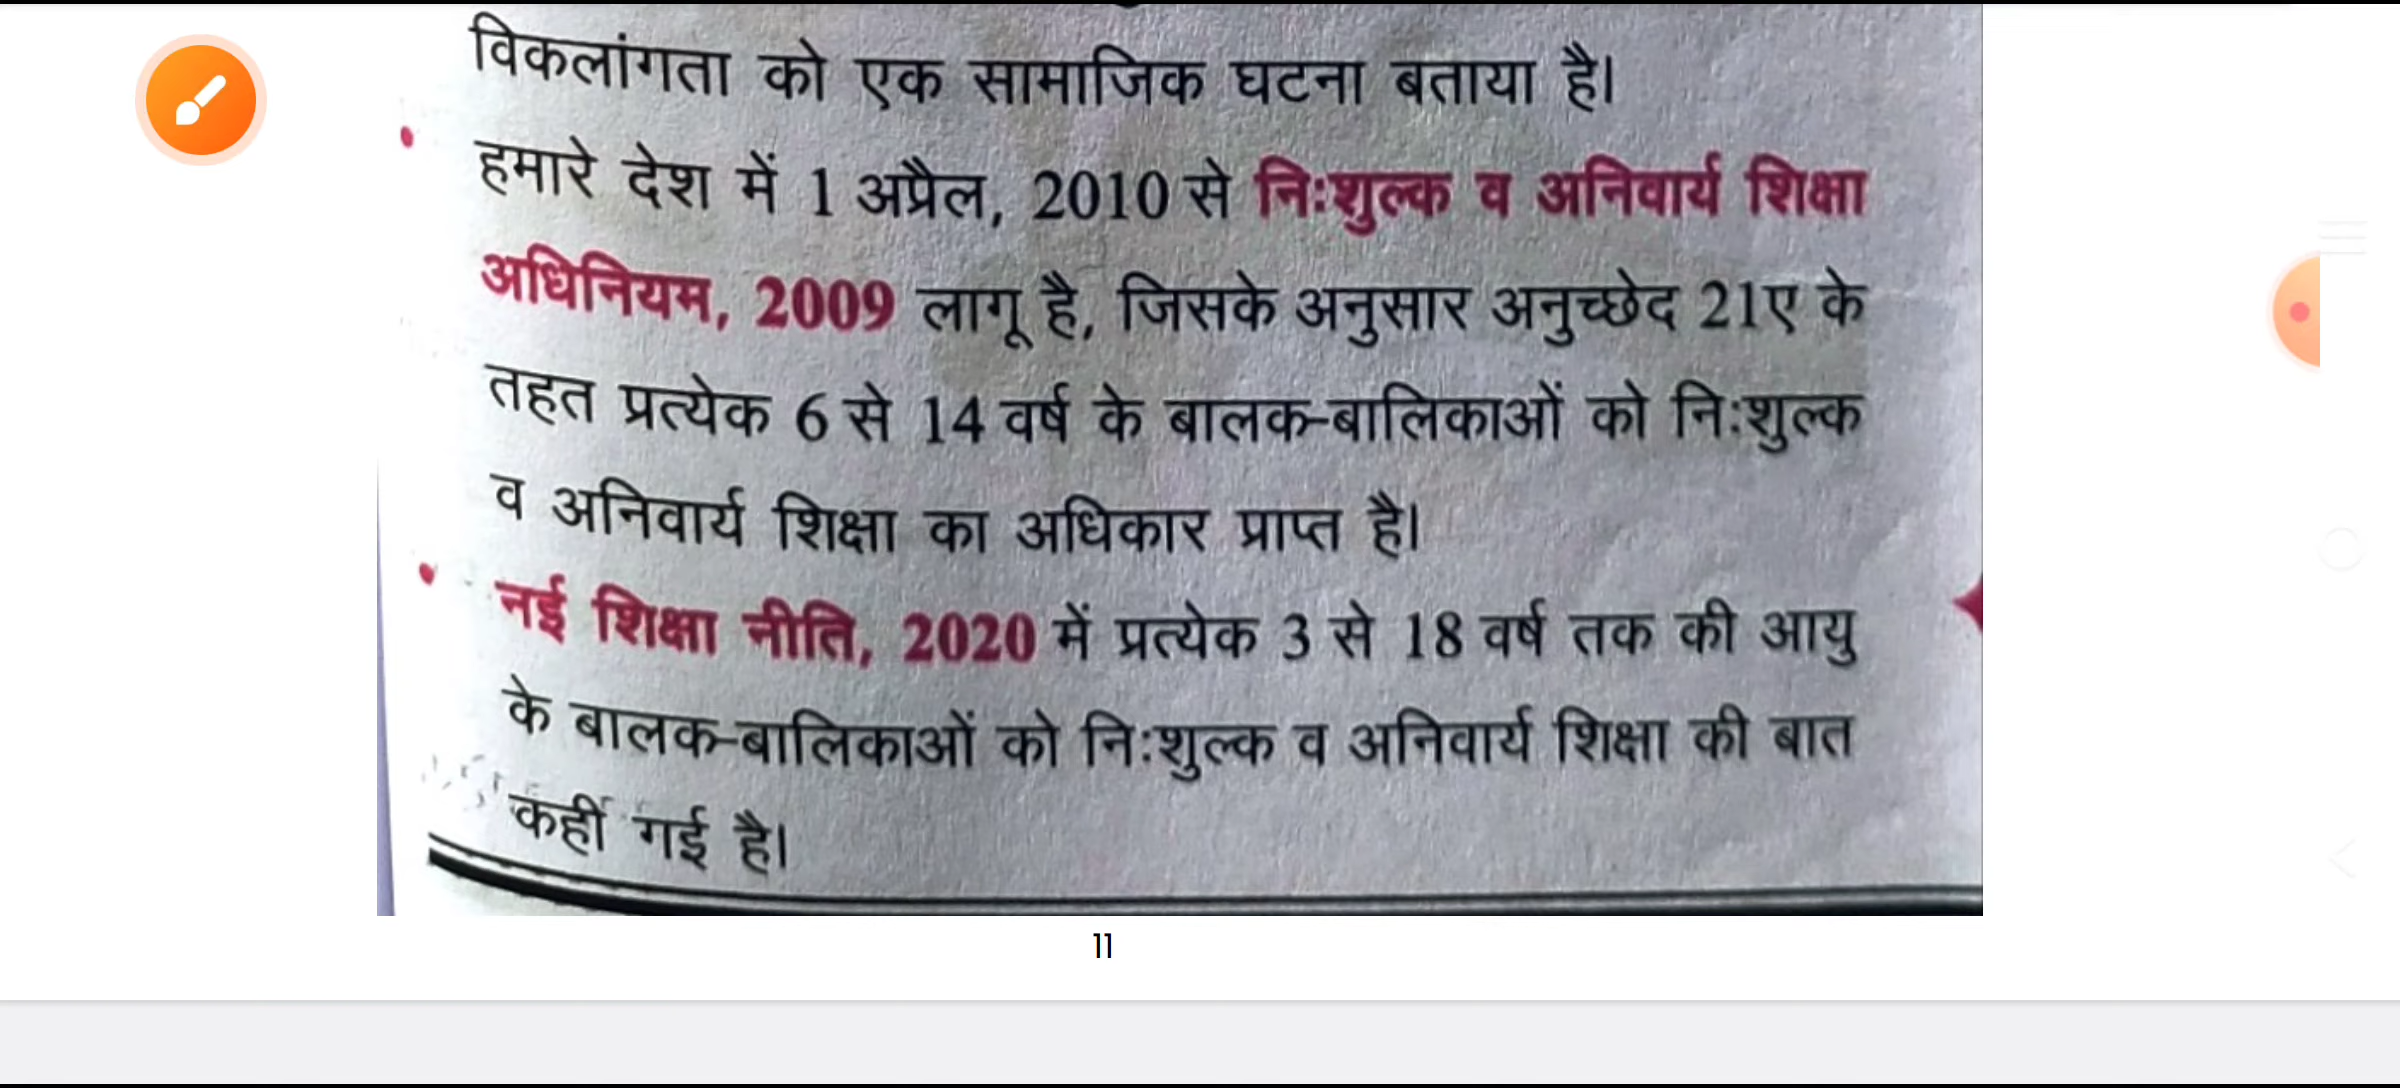 विकलांगता को एक सामाजिक घटना बताया है।
हमारे देश में 1 अप्रैल, 2010 से निःशुल्क व अनिवार्य शिक्षा
अधिनियम, 2009 लागू है, जिसके अनुसार अनुच्छेद 21ए के
तहत प्रत्येक 6 से 14 वर्ष के बालक-बालिकाओं को नि:शुल्क
व अनिवार्य शिक्षा का अधिकार प्राप्त है।
नई शिक्षा नीति, 2020 में प्रत्येक 3 से 18 वर्ष तक की आयु
के बालक-बालिकाओं को नि:शुल्क व अनिवार्य शिक्षा की बात
कहीं गई है।
11